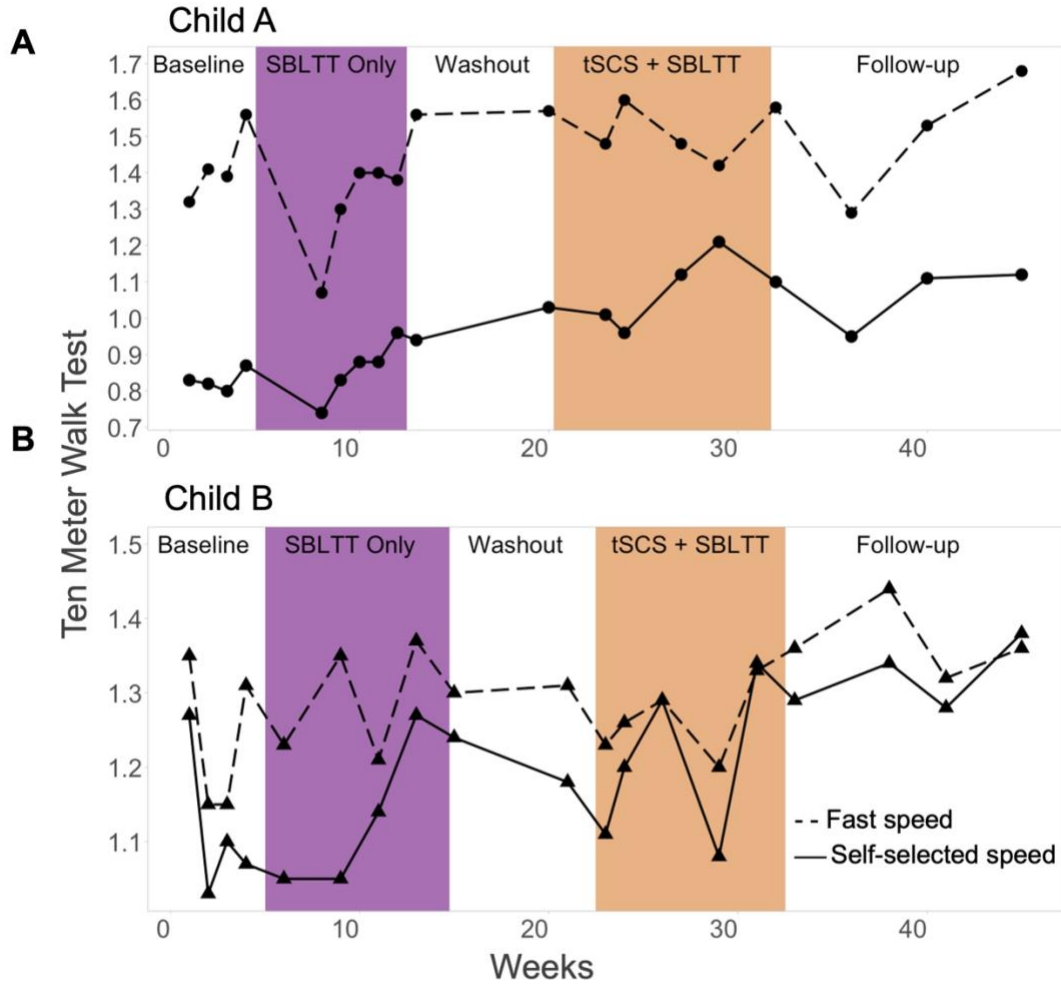 A
Child A
Baseline SBLTT Only Washout tSCS + SBLTT Follow-up
1.7
1.6
1.5
1.4
1.3
1.2
1.1
1.0
0.9
0.8
0.7
0 10 20 30 40
Ten Meter Walk Test
B
Child B
Baseline SBLTT Only Washout tSCS + SBLTT Follow-up
1.5
1.4
1.3
1.2
1.1
Fast speed
Self-selected speed
0 10 20 30 40
Weeks